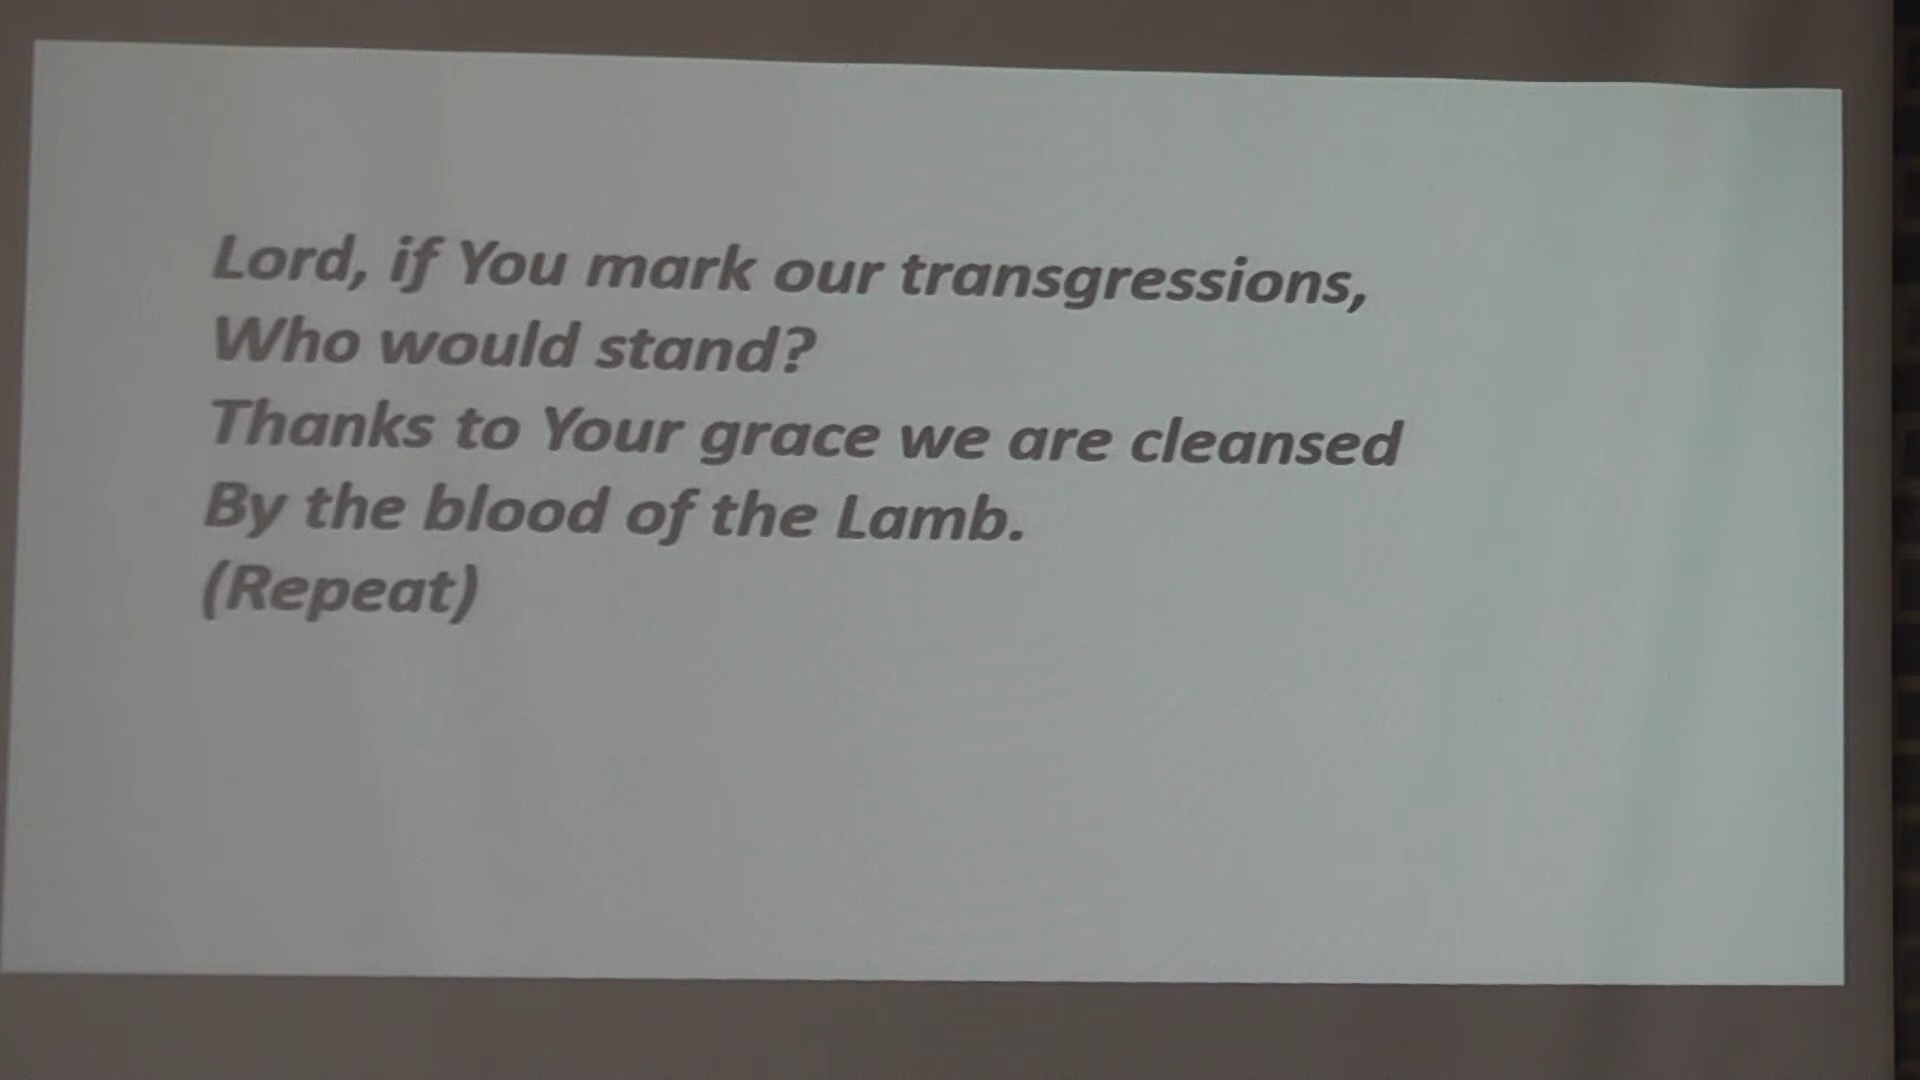 Lord, if You mark our transgressions,
Who would stand?
Thanks to Your grace we are cleansed
By the blood of the Lamb.
(Repeat)